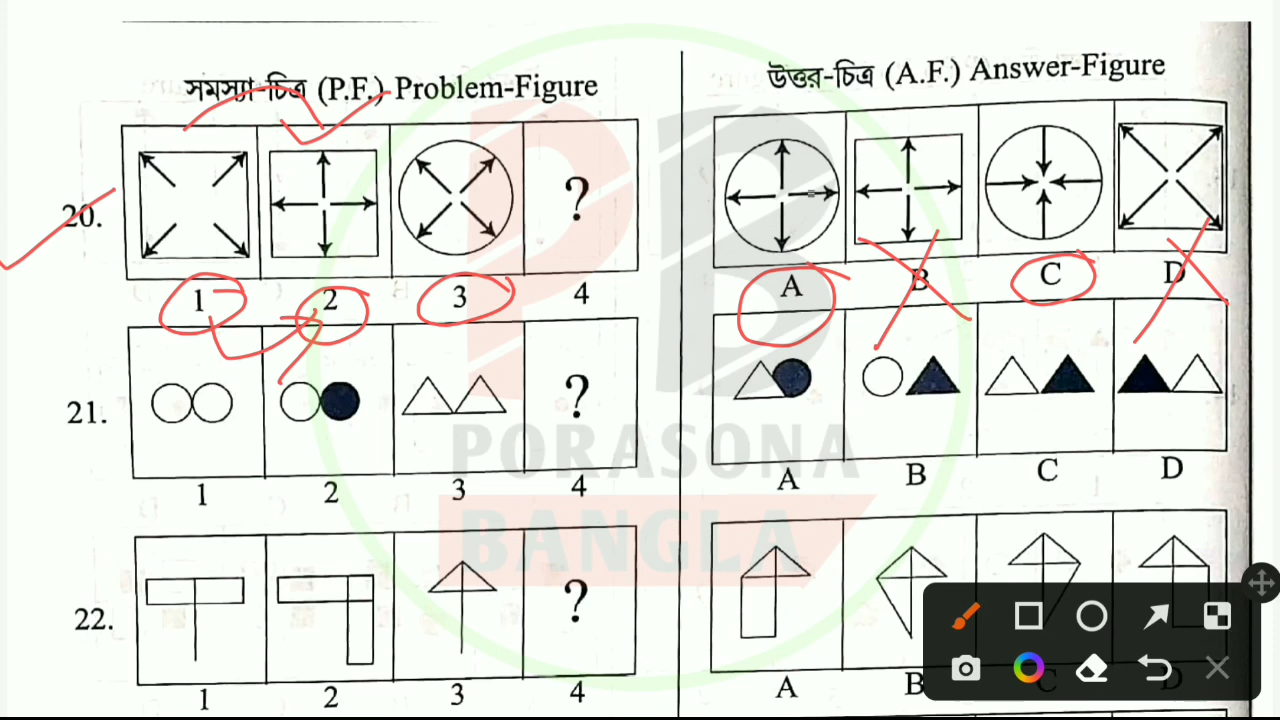 সমস্যা-চিত্র (P.F.) Problem-Figure
উত্তর-চিত্র (A.F.) Answer-Figure
20.
?
1 2 3 4
A B C D
21.
?
1 2 3 4
A B C D
22.
?
1 2 3 4
A B C D
PB
PORASONA
BANGLA